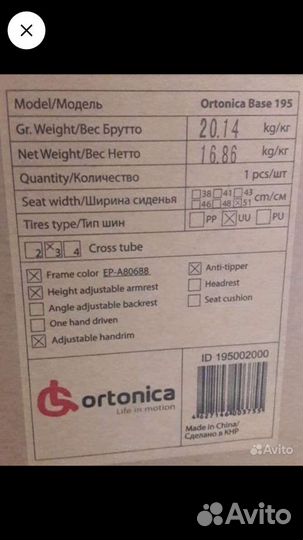 Model/Модель Ortonica Base 195
Gr. Weight/Вес Брутто 20.14 kg/кг
Net Weight/Вес Нетто 16.86 kg/кг
Quantity/Количество 1 pcs/шт
Seat width/Ширина сиденья 38 41 43 cm/см
46 48 51
Tires type/Тип шин PP UU PU
2 3 4 Cross tube
Frame color EP-A80688 Anti-tipper
Height adjustable armrest Headrest
Angle adjustable backrest Seat cushion
One hand driven
Adjustable handrim
ID 195002000
ortonica
Life in motion
Made in China/
Сделано в КНР
Avito
Avito